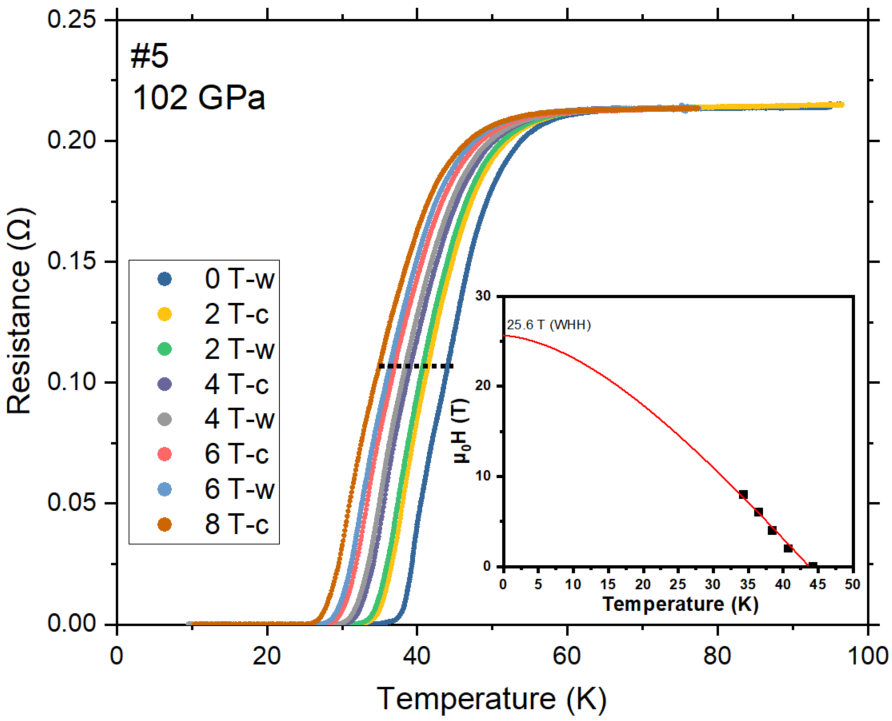 #5
102 GPa
0.25
0.20
0.15
0.10
0.05
0.00
Resistance (Ω)
0 T-w
2 T-c
2 T-w
4 T-c
4 T-w
6 T-c
6 T-w
8 T-c
30
20
10
0
μ0H (T)
25.6 T (WHH)
0 5 10 15 20 25 30 35 40 45 50
Temperature (K)
0 20 40 60 80 100
Temperature (K)